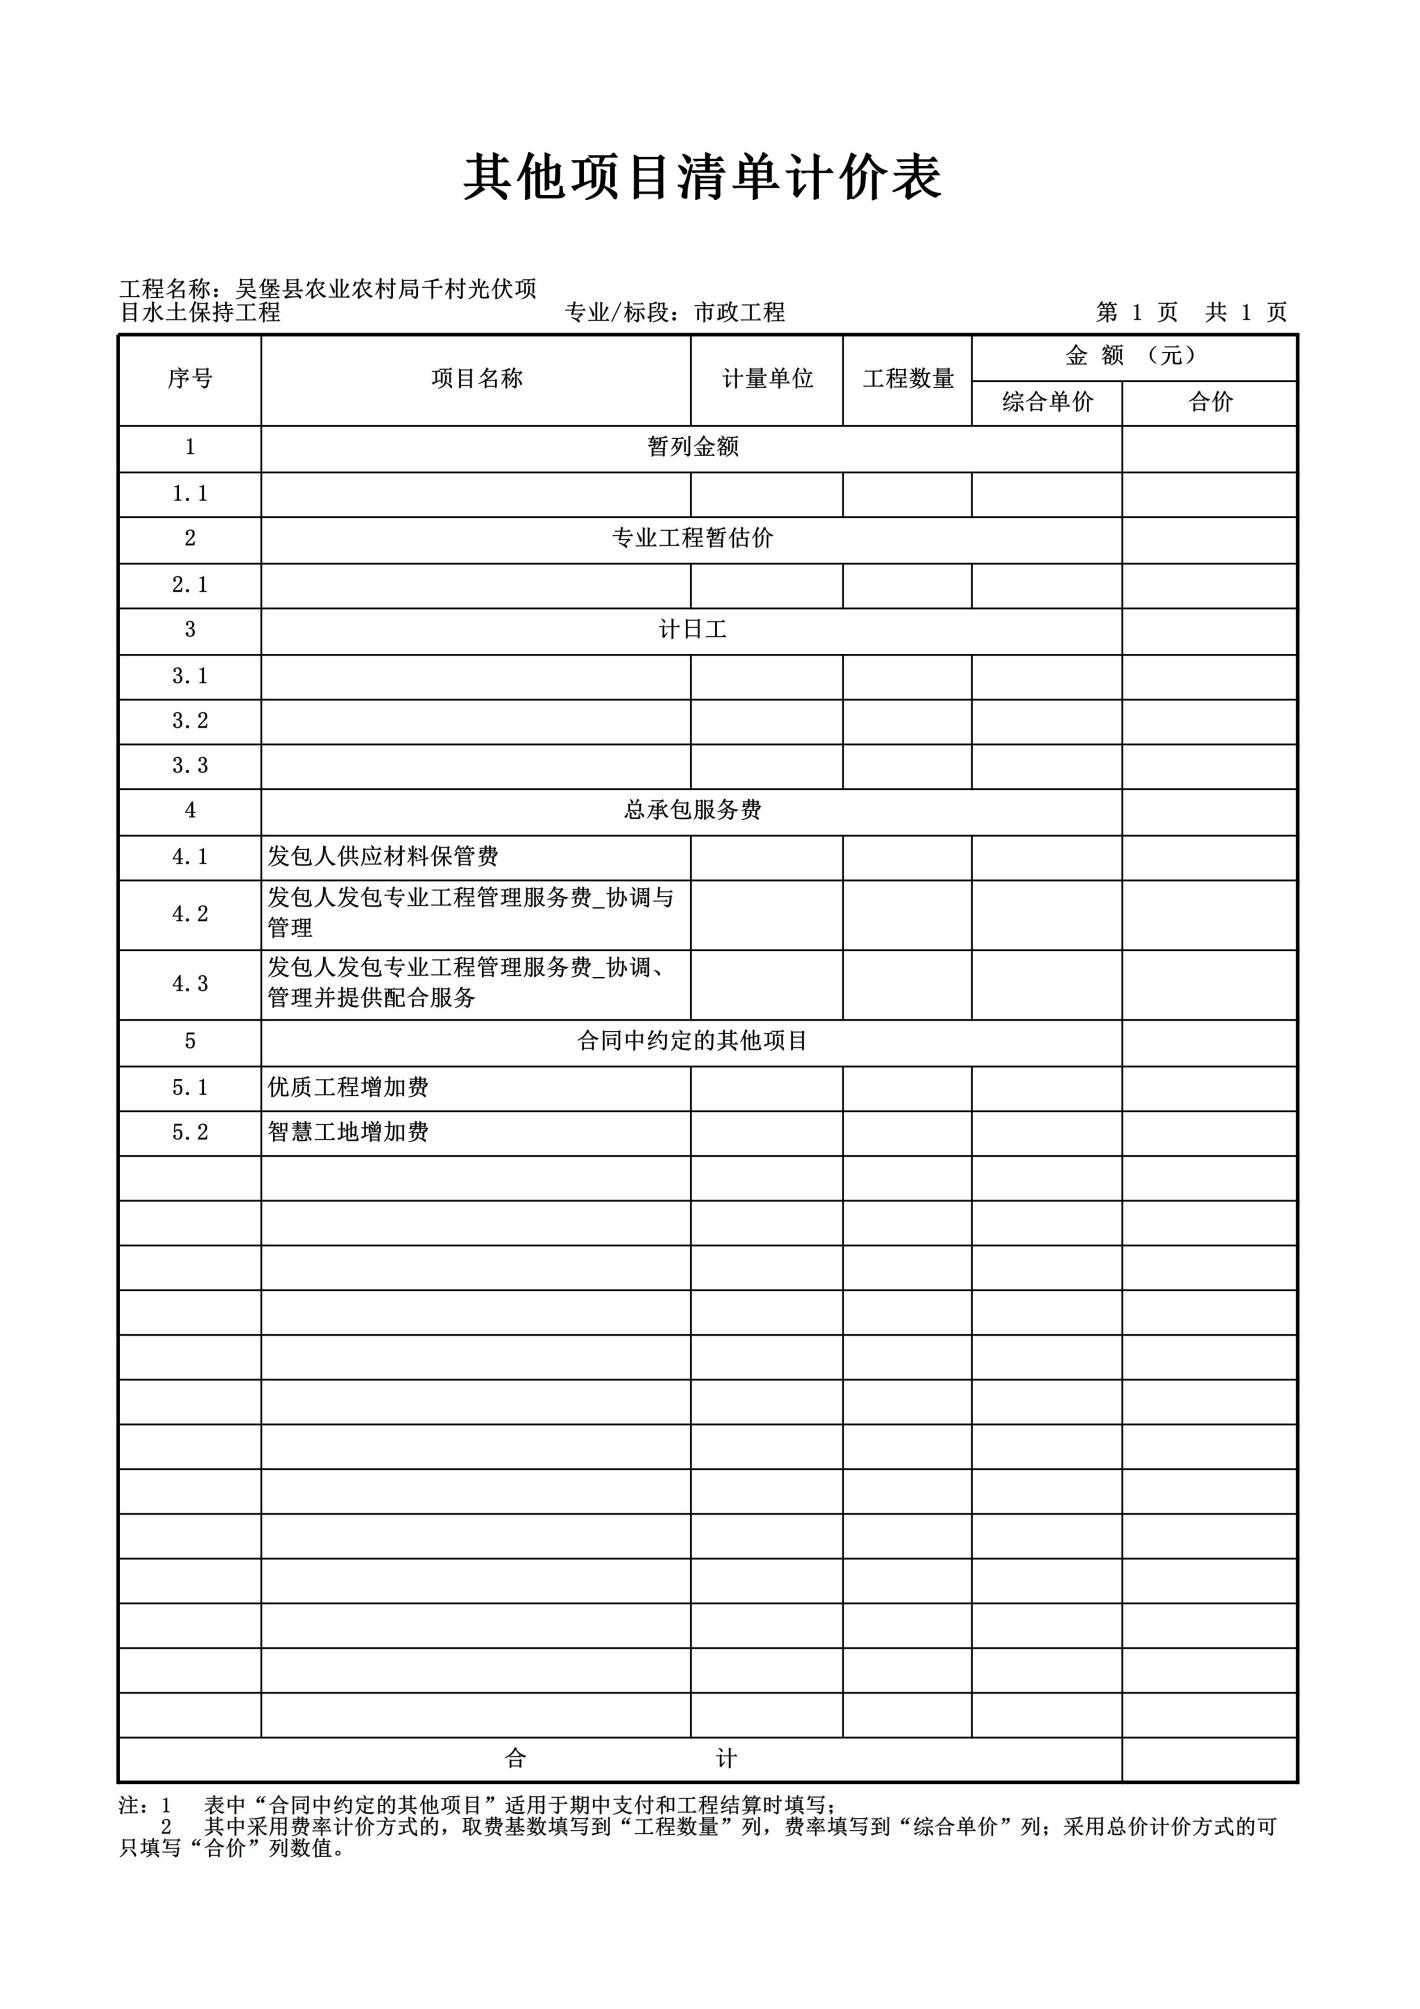 其他项目清单计价表
工程名称：吴堡县农业农村局千村光伏项
目水土保持工程 专业/标段：市政工程 第 1 页 共 1 页
序号 项目名称 计量单位 工程数量 金 额 （元）
综合单价 合价
1 暂列金额
1.1
2 专业工程暂估价
2.1
3 计日工
3.1
3.2
3.3
4 总承包服务费
4.1 发包人供应材料保管费
4.2 发包人发包专业工程管理服务费_协调与
管理
4.3 发包人发包专业工程管理服务费_协调、
管理并提供配合服务
5 合同中约定的其他项目
5.1 优质工程增加费
5.2 智慧工地增加费
合 计
注：1 表中“合同中约定的其他项目”适用于期中支付和工程结算时填写；
2 其中采用费率计价方式的，取费基数填写到“工程数量”列，费率填写到“综合单价”列；采用总价计价方式的可
只填写“合价”列数值。